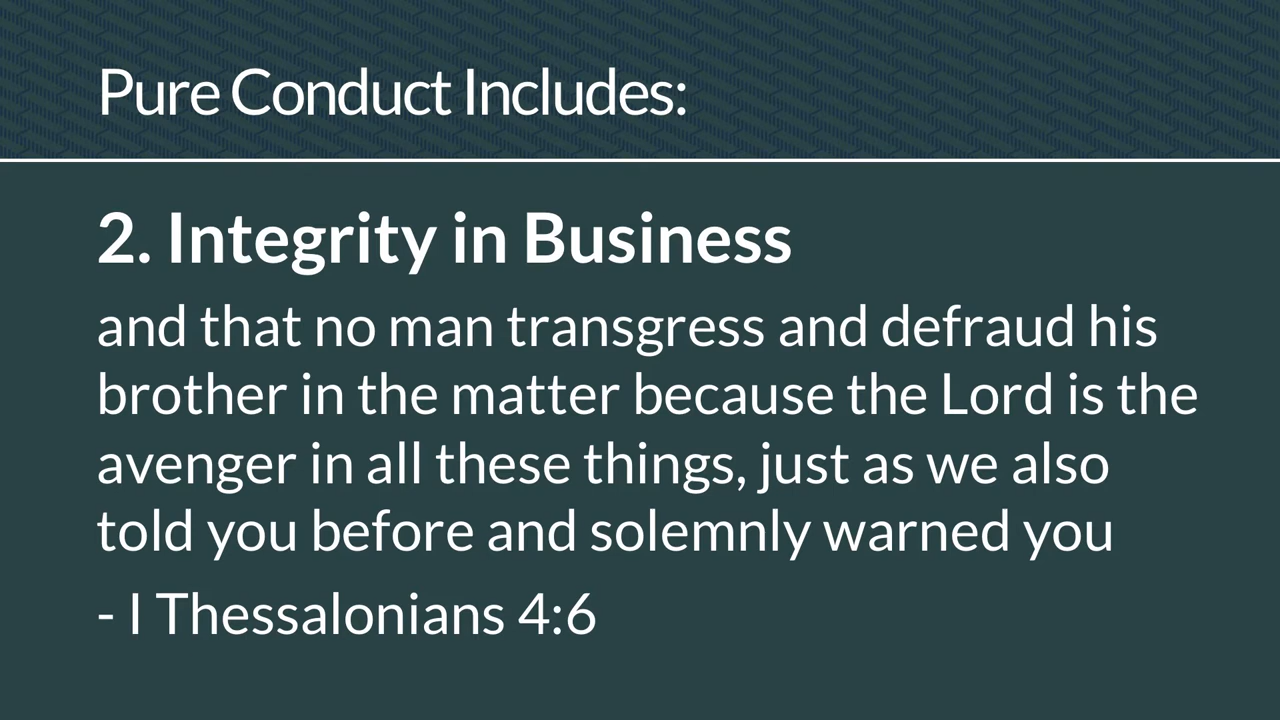 Pure Conduct Includes:
2. Integrity in Business
and that no man transgress and defraud his
brother in the matter because the Lord is the
avenger in all these things, just as we also
told you before and solemnly warned you
- I Thessalonians 4:6